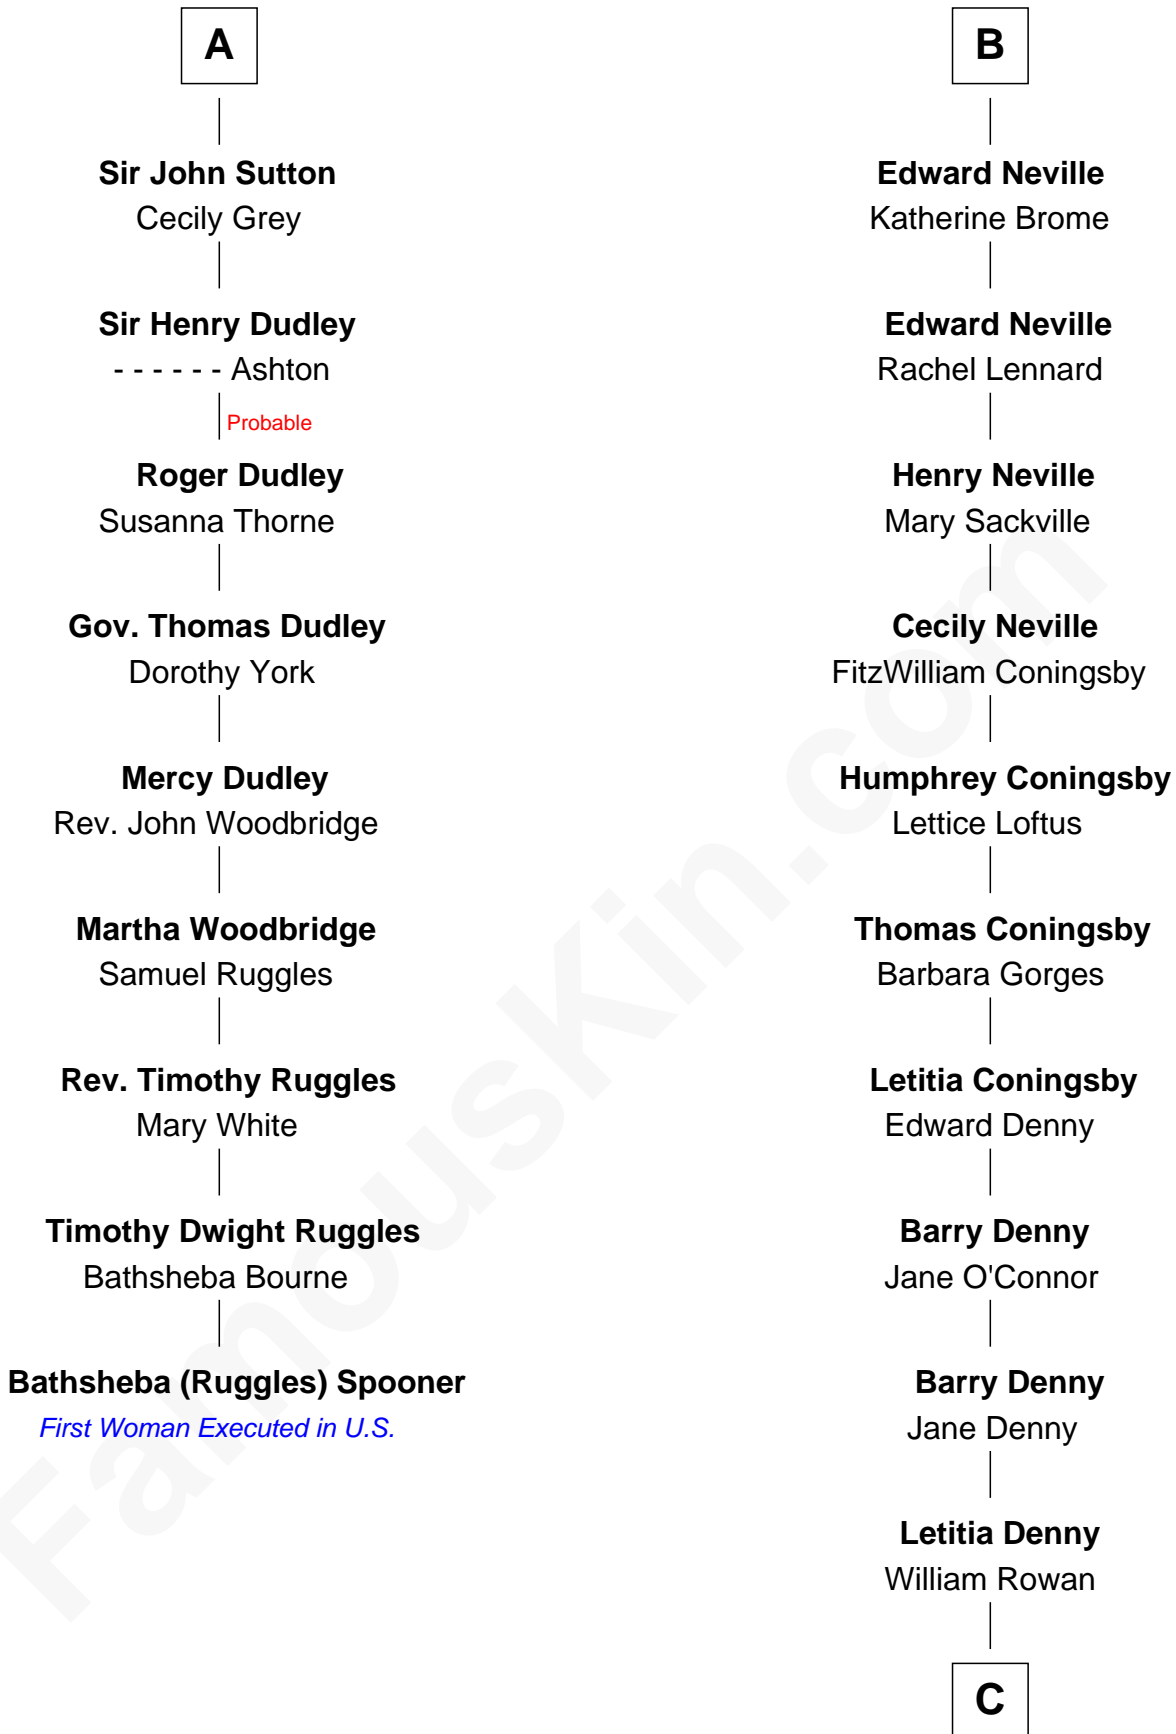 A
Sir John Sutton
Cecily Grey
Sir Henry Dudley
- - - - - - Ashton
Probable
Roger Dudley
Susanna Thorne
Gov. Thomas Dudley
Dorothy York
Mercy Dudley
Rev. John Woodbridge
Martha Woodbridge
Samuel Ruggles
Rev. Timothy Ruggles
Mary White
Timothy Dwight Ruggles
Bathsheba Bourne
Bathsheba (Ruggles) Spooner
First Woman Executed in U.S.
B
Edward Neville
Katherine Brome
Edward Neville
Rachel Lennard
Henry Neville
Mary Sackville
Cecily Neville
FitzWilliam Coningsby
Humphrey Coningsby
Lettice Loftus
Thomas Coningsby
Barbara Gorges
Letitia Coningsby
Edward Denny
Barry Denny
Jane O'Connor
Barry Denny
Jane Denny
Letitia Denny
William Rowan
C
FamousKin.com